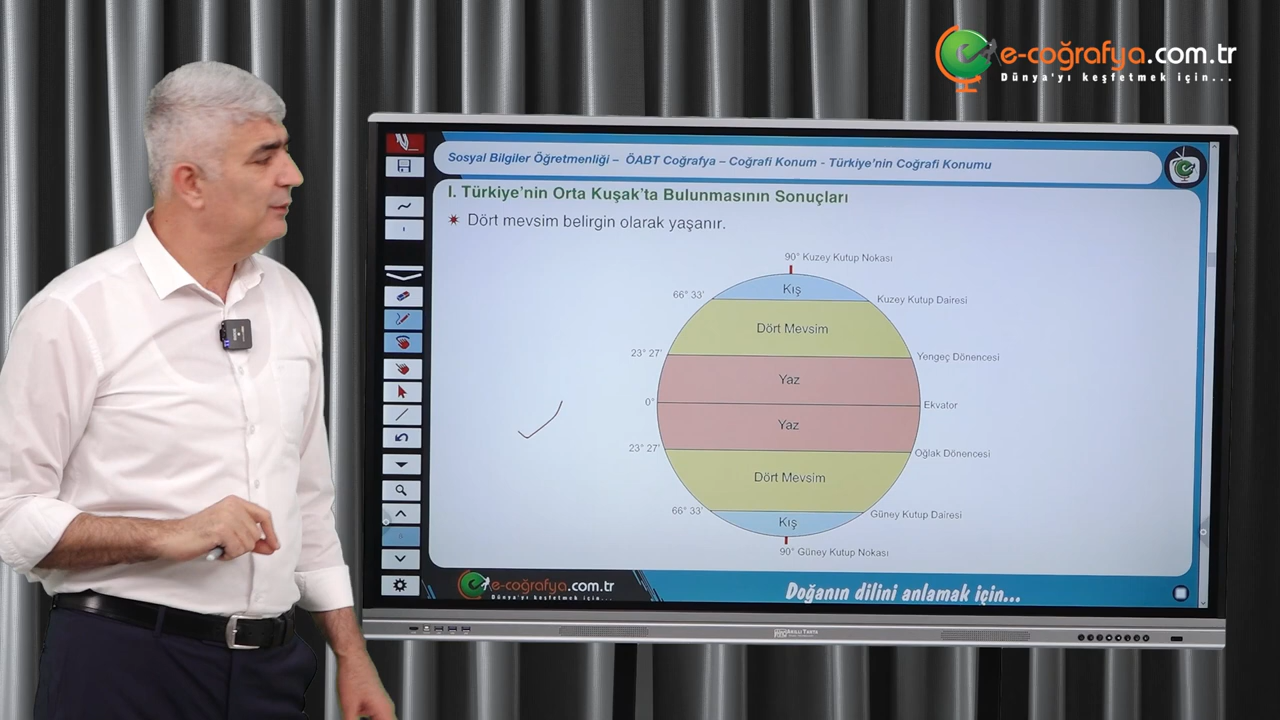 e-coğrafya.com.tr
Dünya'yı keşfetmek için...
Sosyal Bilgiler Öğretmenliği – ÖABT Coğrafya – Coğrafi Konum - Türkiye'nin Coğrafi Konumu
I. Türkiye'nin Orta Kuşak'ta Bulunmasının Sonuçları
Dört mevsim belirgin olarak yaşanır.
90° Kuzey Kutup Nokası
66° 33'
Kış
Kuzey Kutup Dairesi
Dört Mevsim
23° 27'
Yengeç Dönencesi
Yaz
0°
Ekvator
Yaz
23° 27'
Oğlak Dönencesi
Dört Mevsim
66° 33'
Kış
Güney Kutup Dairesi
90° Güney Kutup Nokası
e-coğrafya.com.tr
Dünya'yı keşfetmek için...
Doğanın dilini anlamak için...